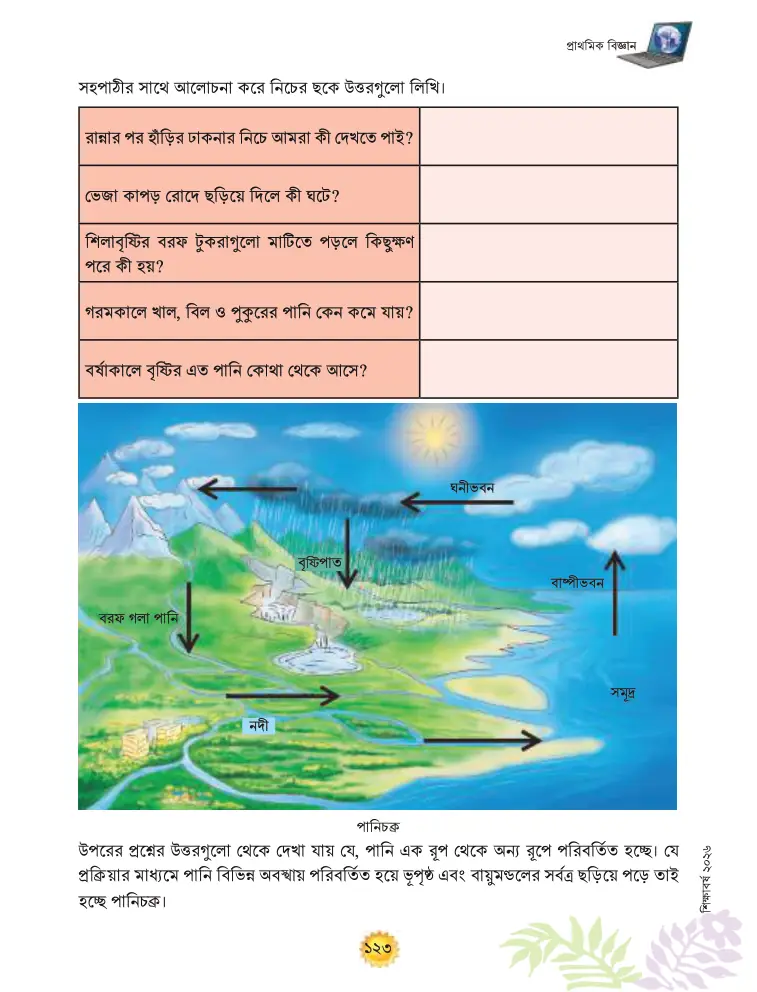 প্রাথমিক বিজ্ঞান
সহপাঠীর সাথে আলোচনা করে নিচের ছকে উত্তরগুলো লিখি।
রান্নার পর হাঁড়ির ঢাকনার নিচে আমরা কী দেখতে পাই?
ভেজা কাপড় রোদে ছড়িয়ে দিলে কী ঘটে?
শিলাবৃষ্টির বরফ টুকরাগুলো মাটিতে পড়লে কিছুক্ষণ
পরে কী হয়?
গরমকালে খাল, বিল ও পুকুরের পানি কেন কমে যায়?
বর্ষাকালে বৃষ্টির এত পানি কোথা থেকে আসে?
ঘনীভবন
বৃষ্টিপাত
বাষ্পীভবন
বরফ গলা পানি
সমুদ্র
নদী
পানিচক্র
উপরের প্রশ্নের উত্তরগুলো থেকে দেখা যায় যে, পানি এক রূপ থেকে অন্য রূপে পরিবর্তিত হচ্ছে। যে
প্রক্রিয়ার মাধ্যমে পানি বিভিন্ন অবস্থায় পরিবর্তিত হয়ে ভূপৃষ্ঠ এবং বায়ুমন্ডলের সর্বত্র ছড়িয়ে পড়ে তাই
হচ্ছে পানিচক্র।
শিক্ষাবর্ষ ২০২৬
১২৩